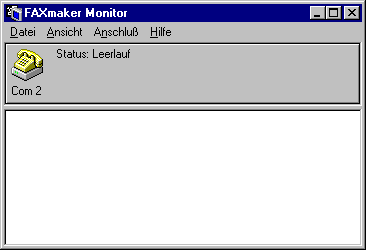 FAXmaker Monitor
Datei Ansicht Anschluß Hilfe
Status: Leerlauf
Com 2